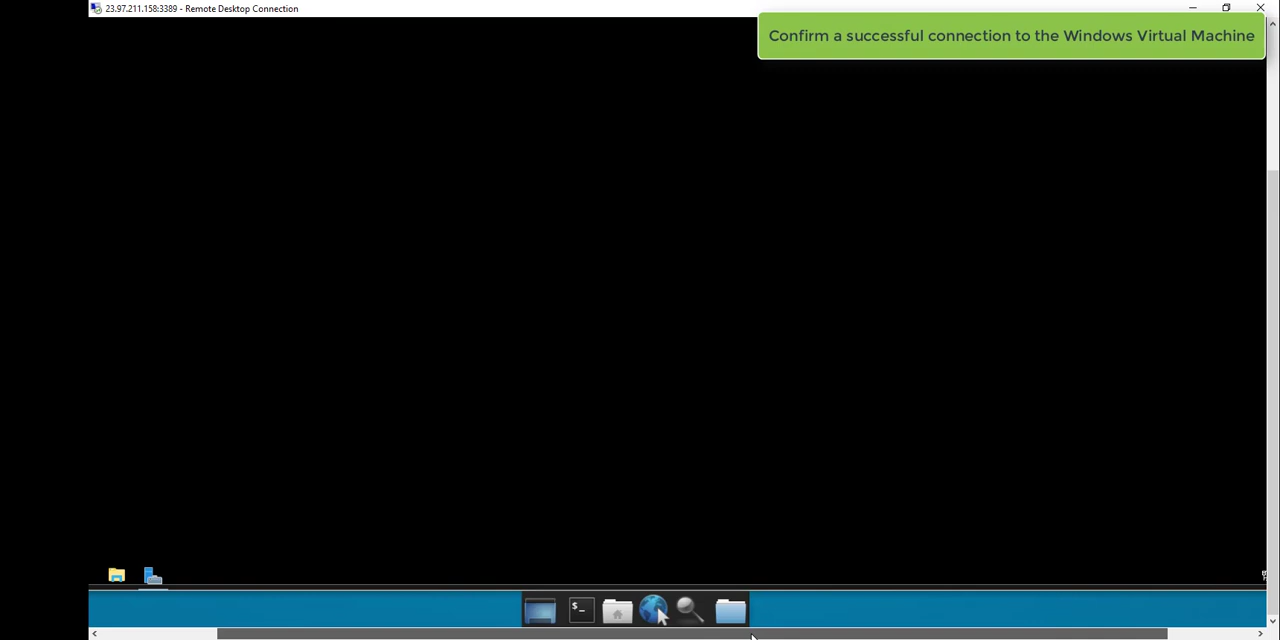 23.97.211.158:3389 - Remote Desktop Connection
Confirm a successful connection to the Windows Virtual Machine
$_